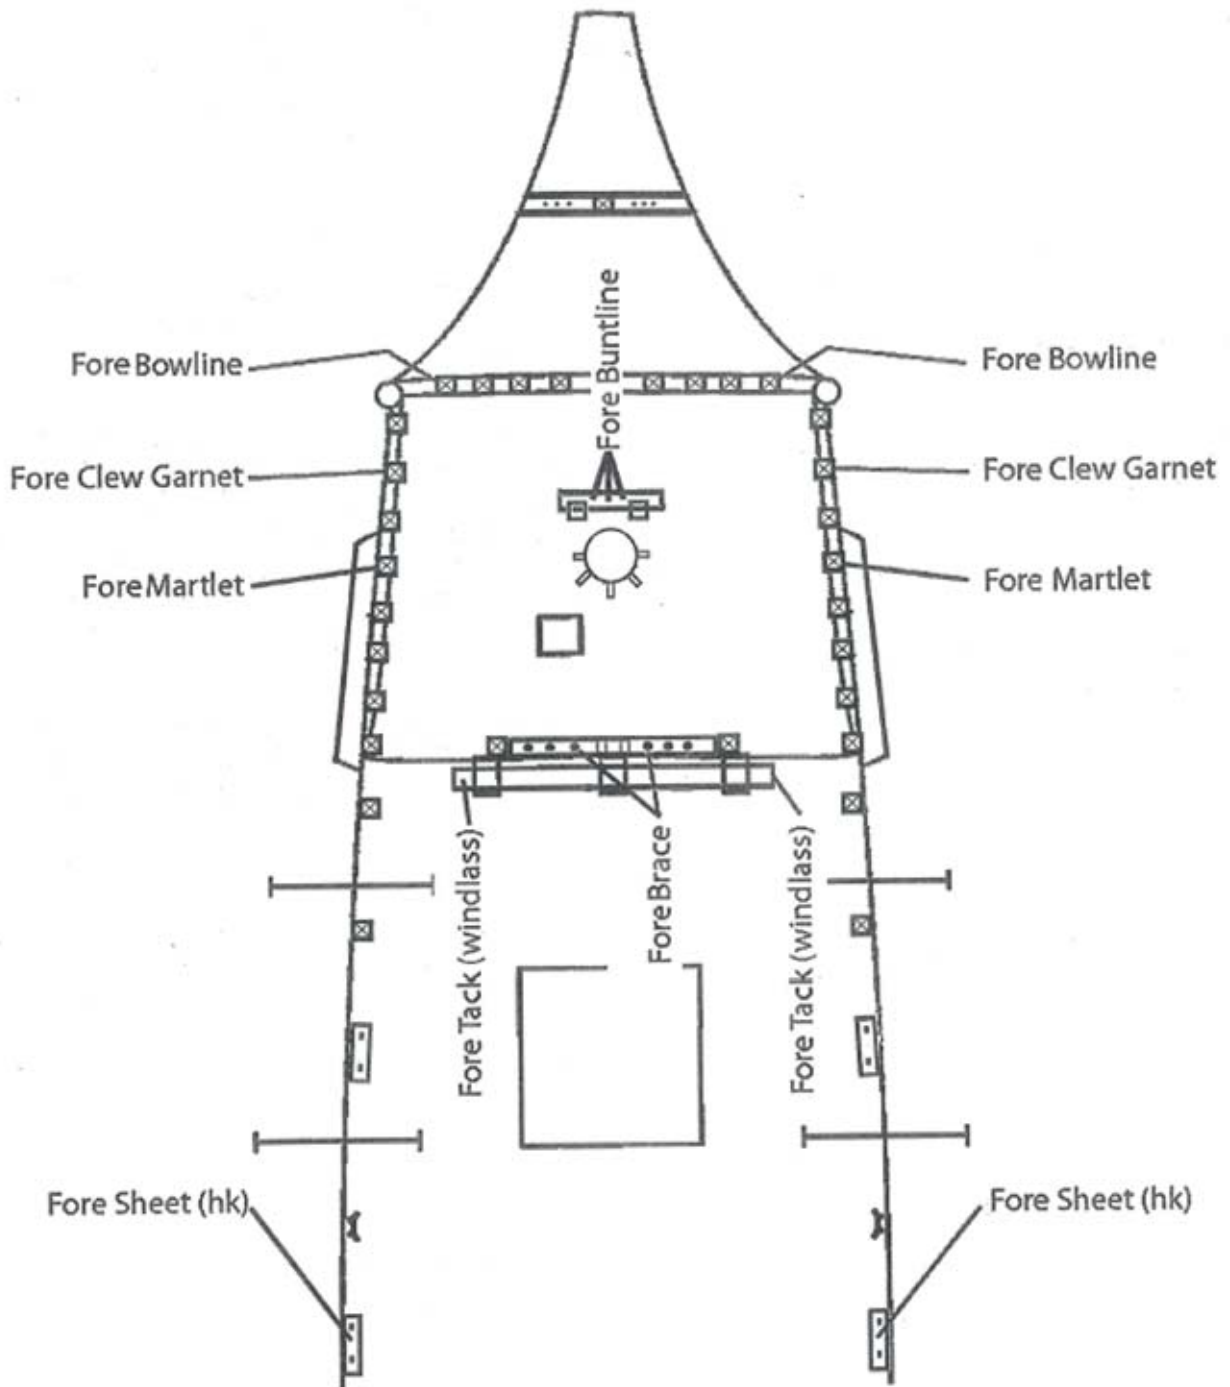 Fore Buntline
Fore Bowline
Fore Bowline
Fore Clew Garnet
Fore Clew Garnet
Fore Martlet
Fore Martlet
Fore Tack (windlass)
Fore Brace
Fore Tack (windlass)
Fore Sheet (hk)
Fore Sheet (hk)